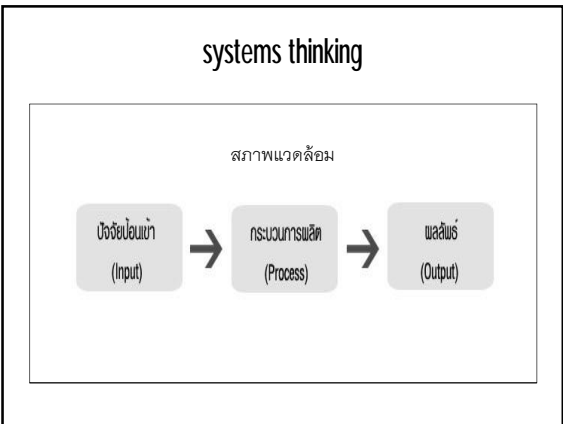 systems thinking
สภาพแวดล้อม
ปัจจัยป้อนเข้า
(Input)
กระบวนการผลิต
(Process)
ผลลัพธ์
(Output)